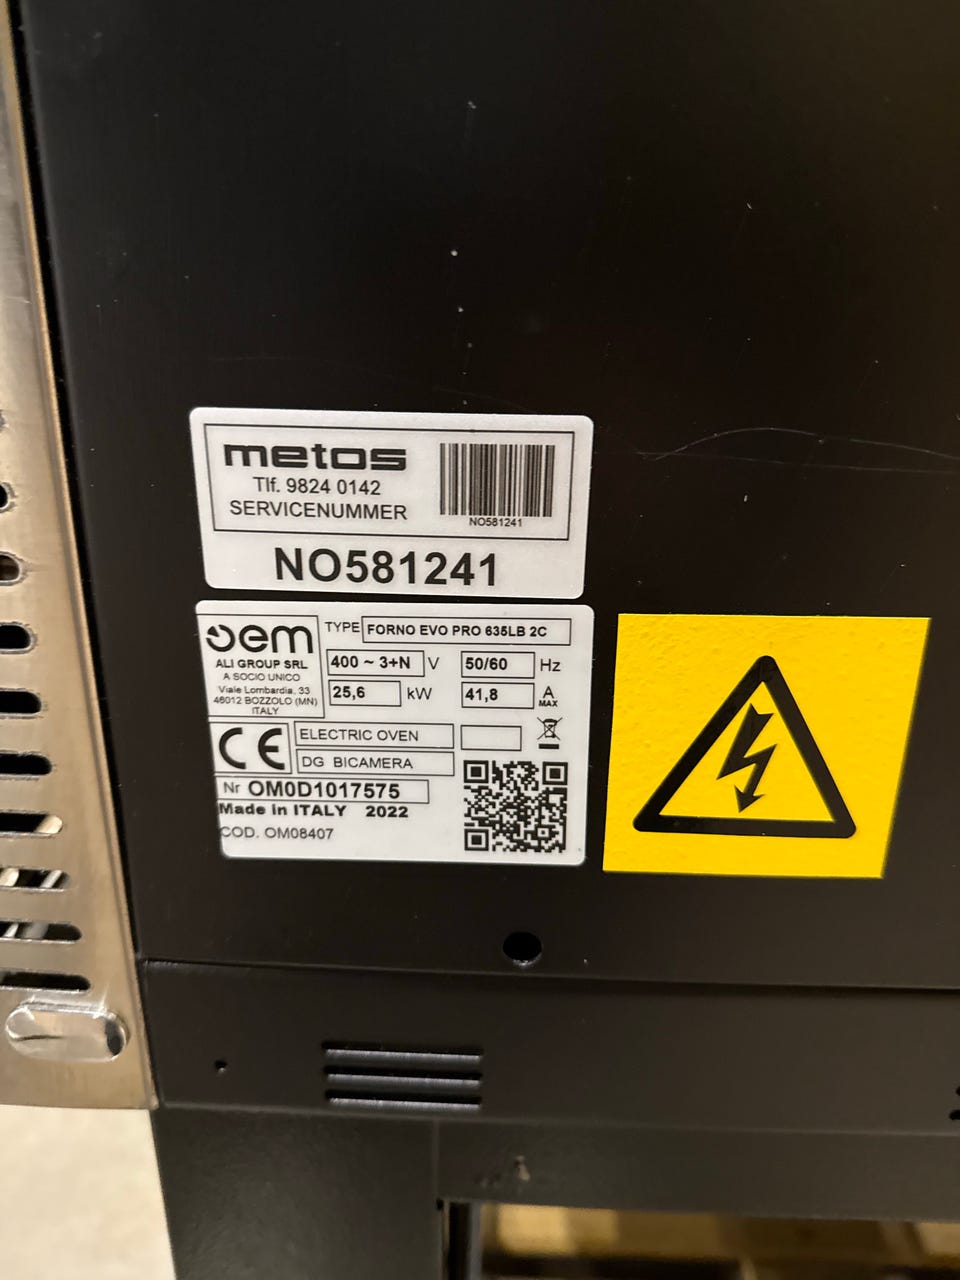 metos
Tlf. 9824 0142
SERVICENUMMER
NO581241
NO581241
oem
ALI GROUP SRL
A SOCIO UNICO
Viale Lombardia, 33
46012 BOZZOLO (MN)
ITALY
TYPE FORNO EVO PRO 635LB 2C
400 ~ 3+N V 50/60 Hz
25,6 kW 41,8 A MAX
CE
ELECTRIC OVEN
DG BICAMERA
Nr OM0D1017575
Made in ITALY 2022
COD. OM08407